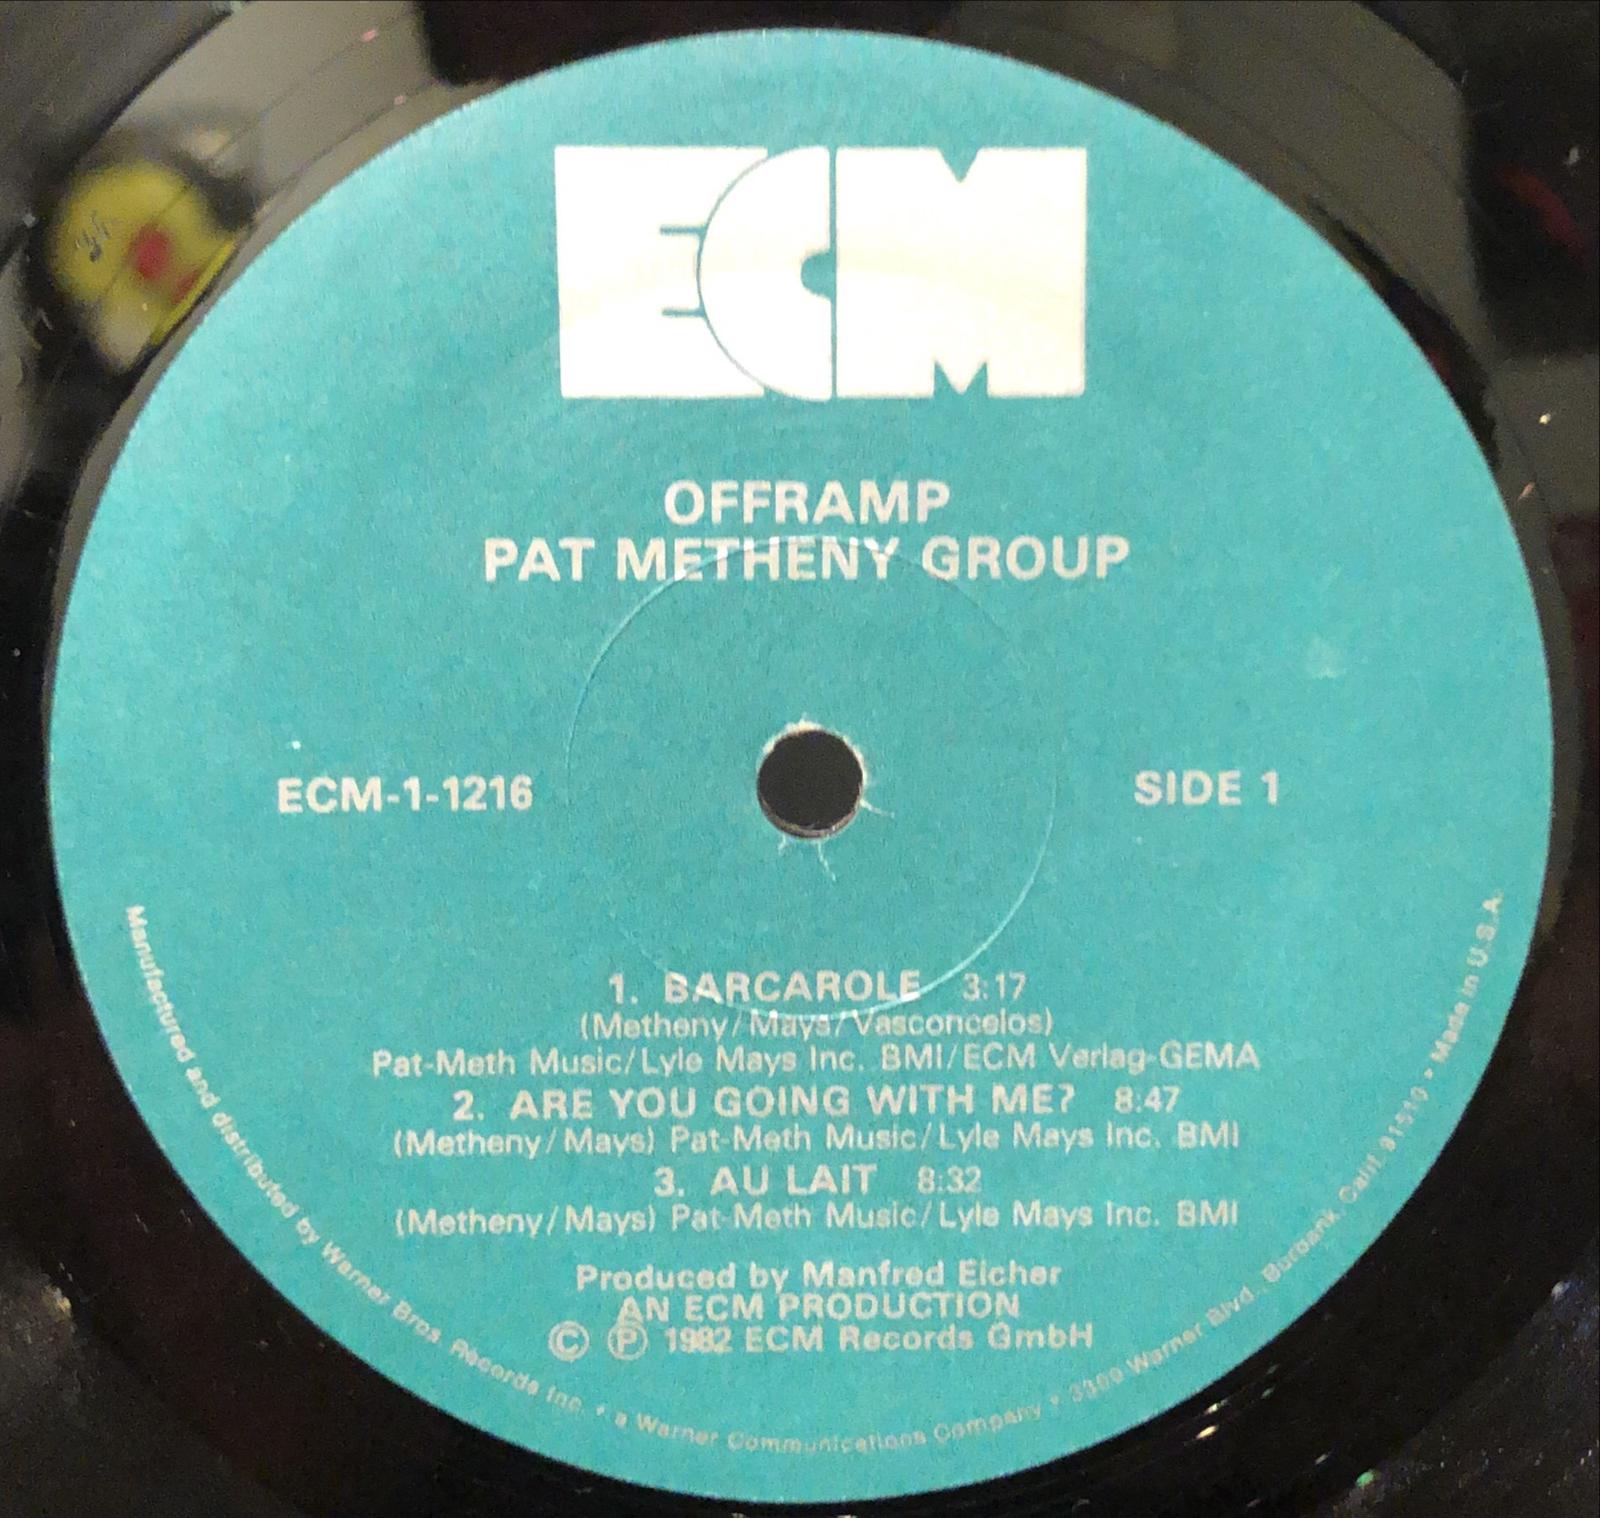 ECM
OFFRAMP
PAT METHENY GROUP
ECM-1-1216
SIDE 1
1. BARCAROLE 3:17
(Metheny/Mays/Vasconcelos)
Pat-Meth Music/Lyle Mays Inc. BMI/ECM Verlag-GEMA
2. ARE YOU GOING WITH ME? 8:47
(Metheny/Mays) Pat-Meth Music/Lyle Mays Inc. BMI
3. AU LAIT 8:32
(Metheny/Mays) Pat-Meth Music/Lyle Mays Inc. BMI
Produced by Manfred Eicher
AN ECM PRODUCTION
© ℗ 1982 ECM Records GmbH
Manufactured and distributed by Warner Bros. Records Inc. • a Warner Communications Company • 3300 Warner Blvd., Burbank, Calif. 91510 • Made in U.S.A.